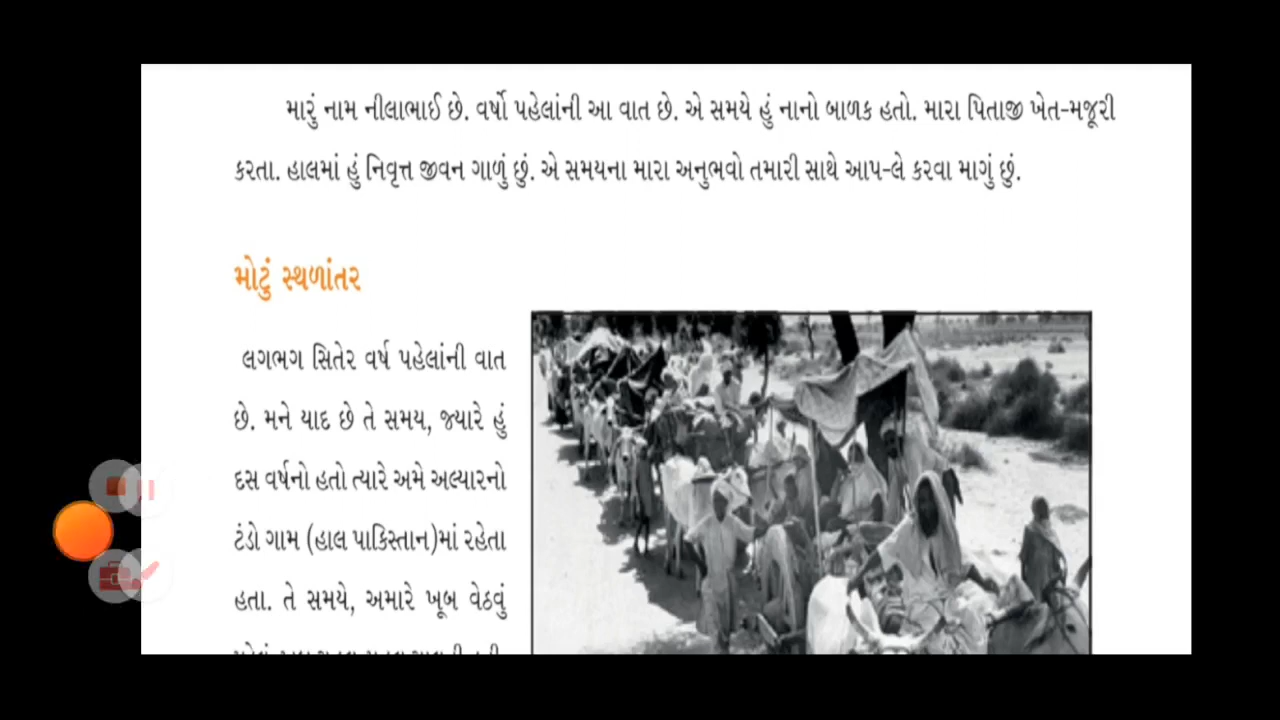 મારું નામ નીલાભાઈ છે. વર્ષો પહેલાંની આ વાત છે. એ સમયે હું નાનો બાળક હતો. મારા પિતાજી ખેત-મજૂરી
કરતા. હાલમાં હું નિવૃત્ત જીવન ગાળું છું. એ સમયના મારા અનુભવો તમારી સાથે આપ-લે કરવા માગું છું.
મોટું સ્થળાંતર
લગભગ સિતેર વર્ષ પહેલાંની વાત
છે. મને યાદ છે તે સમય, જ્યારે હું
દસ વર્ષનો હતો ત્યારે અમે અલ્યારનો
ટંડો ગામ (હાલ પાકિસ્તાન)માં રહેતા
હતા. તે સમયે, અમારે ખૂબ વેઠવું